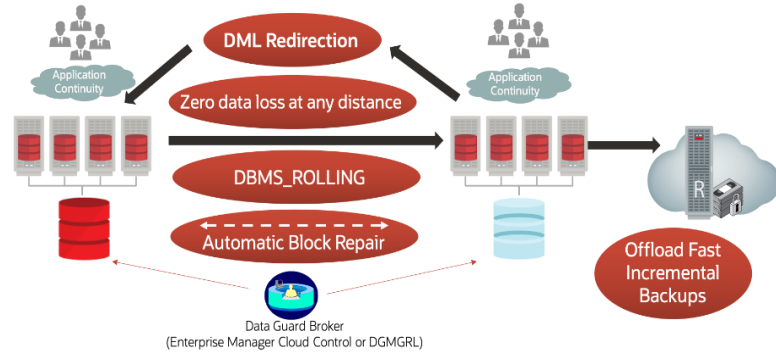 DML Redirection
Application
Continuity
Application
Continuity
Zero data loss at any distance
DBMS_ROLLING
R
Automatic Block Repair
Offload Fast
Incremental
Backups
Data Guard Broker
(Enterprise Manager Cloud Control or DGMGRL)